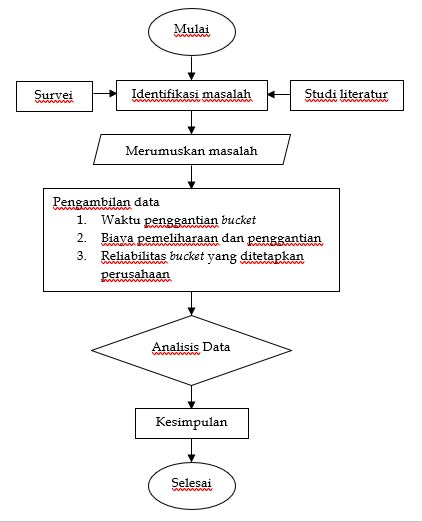 Mulai
Survei
Identifikasi masalah
Studi literatur
Merumuskan masalah
Pengambilan data
1. Waktu penggantian bucket
2. Biaya pemeliharaan dan penggantian
3. Reliabilitas bucket yang ditetapkan
perusahaan
Analisis Data
Kesimpulan
Selesai